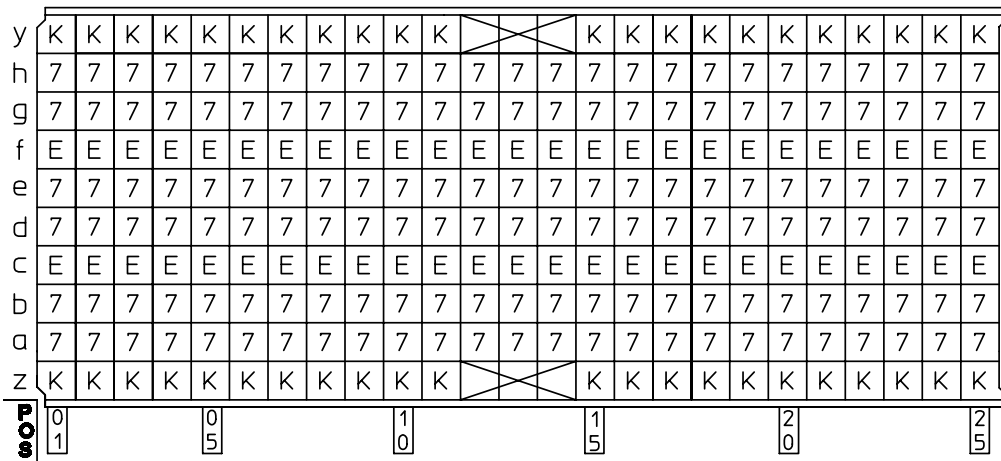 y K K K K K K K K K K K K K K K K K K K K K K
h 7 7 7 7 7 7 7 7 7 7 7 7 7 7 7 7 7 7 7 7 7 7 7 7 7
g 7 7 7 7 7 7 7 7 7 7 7 7 7 7 7 7 7 7 7 7 7 7 7 7 7
f E E E E E E E E E E E E E E E E E E E E E E E E E
e 7 7 7 7 7 7 7 7 7 7 7 7 7 7 7 7 7 7 7 7 7 7 7 7 7
d 7 7 7 7 7 7 7 7 7 7 7 7 7 7 7 7 7 7 7 7 7 7 7 7 7
c E E E E E E E E E E E E E E E E E E E E E E E E E
b 7 7 7 7 7 7 7 7 7 7 7 7 7 7 7 7 7 7 7 7 7 7 7 7 7
a 7 7 7 7 7 7 7 7 7 7 7 7 7 7 7 7 7 7 7 7 7 7 7 7 7
z K K K K K K K K K K K K K K K K K K K K K K
POS 01 05 10 15 20 25